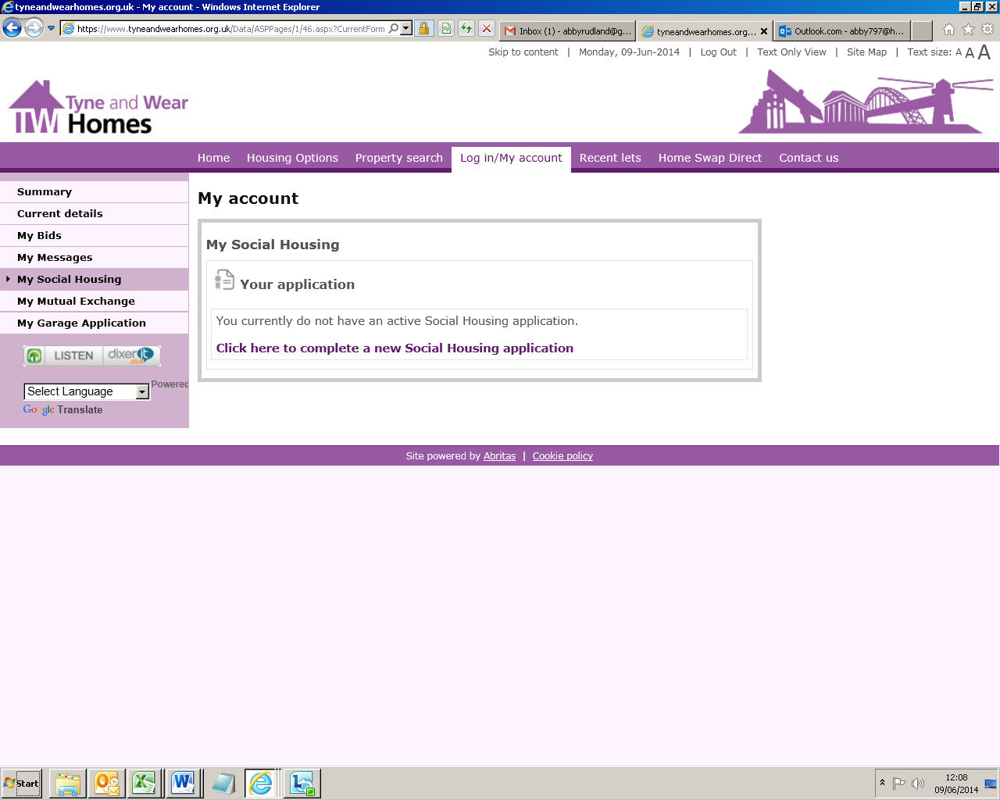 tyneandwearhomes.org.uk - My account - Windows Internet Explorer
https://www.tyneandwearhomes.org.uk/Data/ASPPages/1/46.aspx?CurrentForm
Inbox (1) - abbyrudland@g...
tyneandwearhomes.org...
Outlook.com - abby797@h...
Skip to content | Monday, 09-Jun-2014 | Log Out | Text Only View | Site Map | Text size: A A A
Tyne and Wear
TW Homes
Home Housing Options Property search Log in/My account Recent lets Home Swap Direct Contact us
Summary
Current details
My Bids
My Messages
My Social Housing
My Mutual Exchange
My Garage Application
LISTEN dixerit plus
Select Language
Powered
Google Translate
My account
My Social Housing
Your application
You currently do not have an active Social Housing application.
Click here to complete a new Social Housing application
Site powered by Abritas | Cookie policy
Start
12:08
09/06/2014